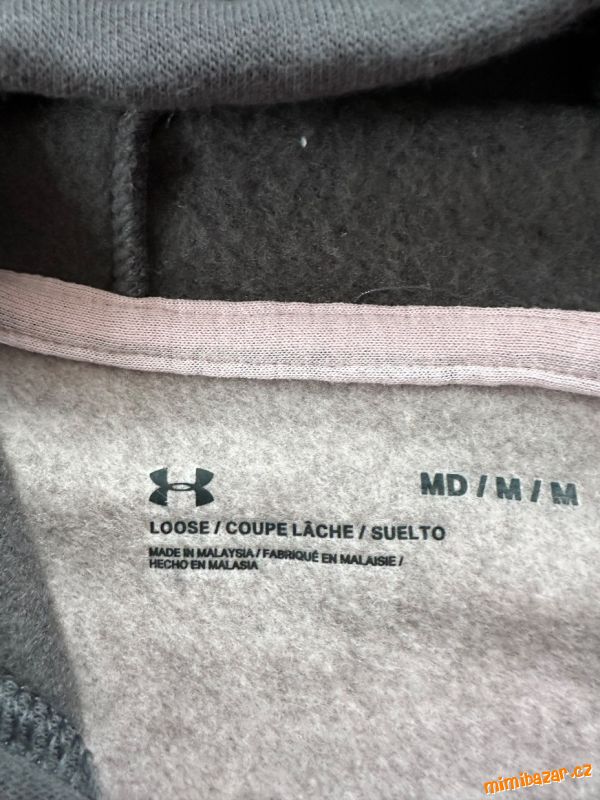 MD / M / M
LOOSE / COUPE LÂCHE / SUELTO
MADE IN MALAYSIA / FABRIQUÉ EN MALAISIE /
HECHO EN MALASIA
mimibazar.cz